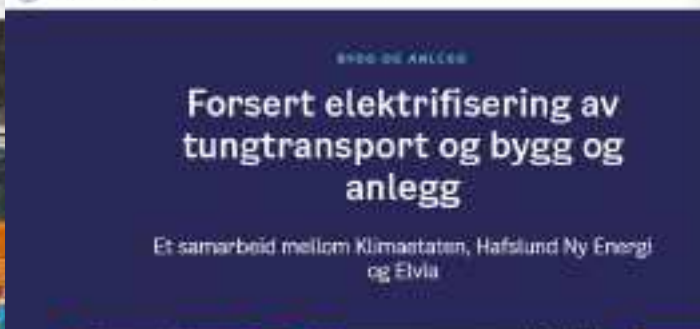 BYGG OG ANLEGG
Forsert elektrifisering av
tungtransport og bygg og
anlegg
Et samarbeid mellom Klimaetaten, Hafslund Ny Energi
og Elvia